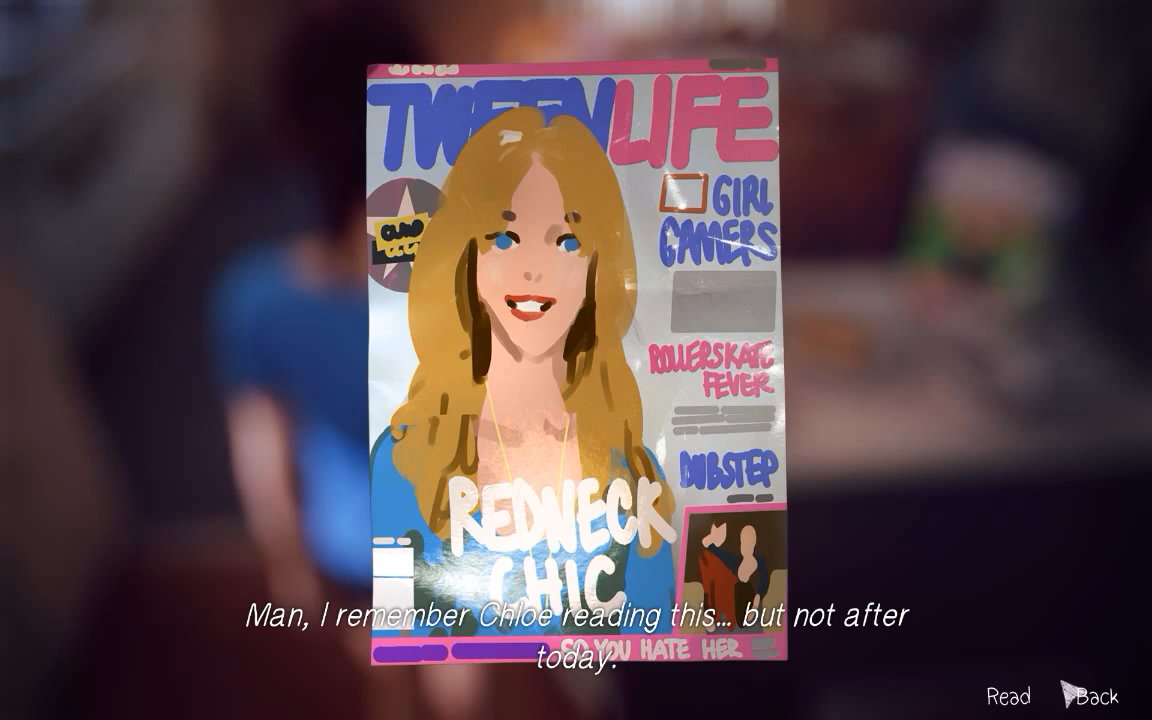 TWEENLIFE
GIRL
GAMERS
ROLLERSKATE
FEVER
DUBSTEP
REDNECK
CHIC
SO YOU HATE HER
Man, I remember Chloe reading this... but not after
today.
Read
Back